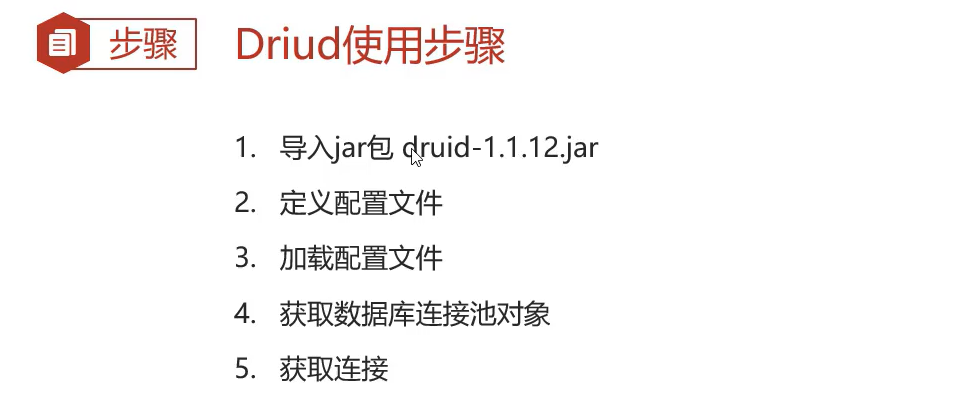 步骤
Driud使用步骤
1. 导入jar包 druid-1.1.12.jar
2. 定义配置文件
3. 加载配置文件
4. 获取数据库连接池对象
5. 获取连接